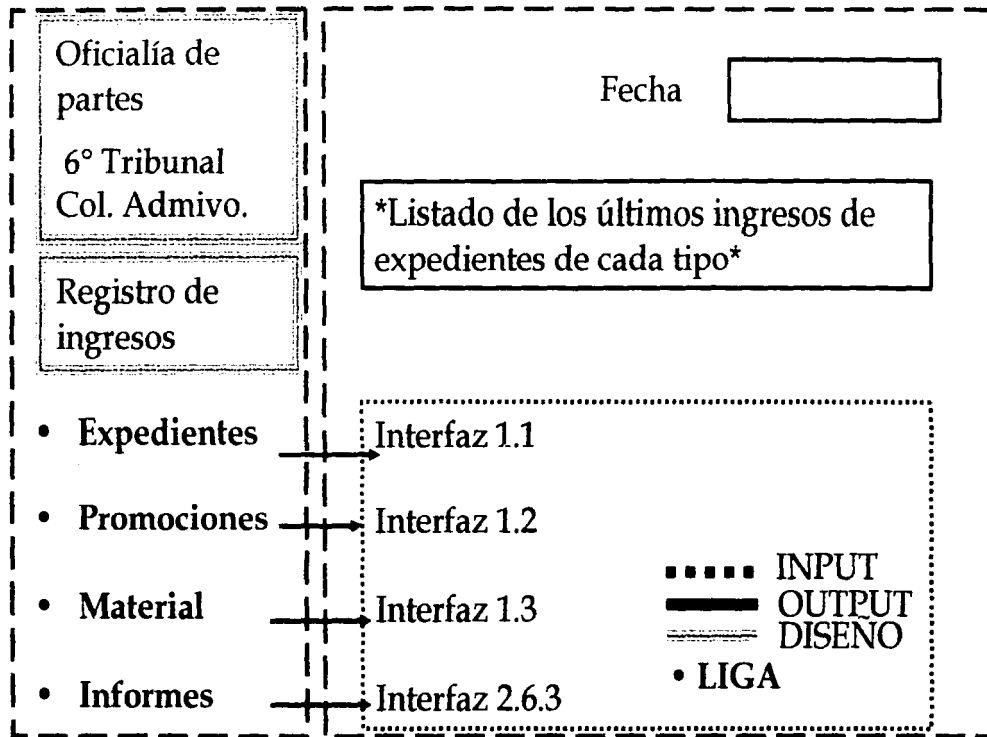 Oficialía de
partes
6° Tribunal
Col. Admivo.
Registro de
ingresos
• Expedientes
• Promociones
• Material
• Informes
Fecha
*Listado de los últimos ingresos de
expedientes de cada tipo*
Interfaz 1.1
Interfaz 1.2
Interfaz 1.3
Interfaz 2.6.3
INPUT
OUTPUT
DISEÑO
• LIGA